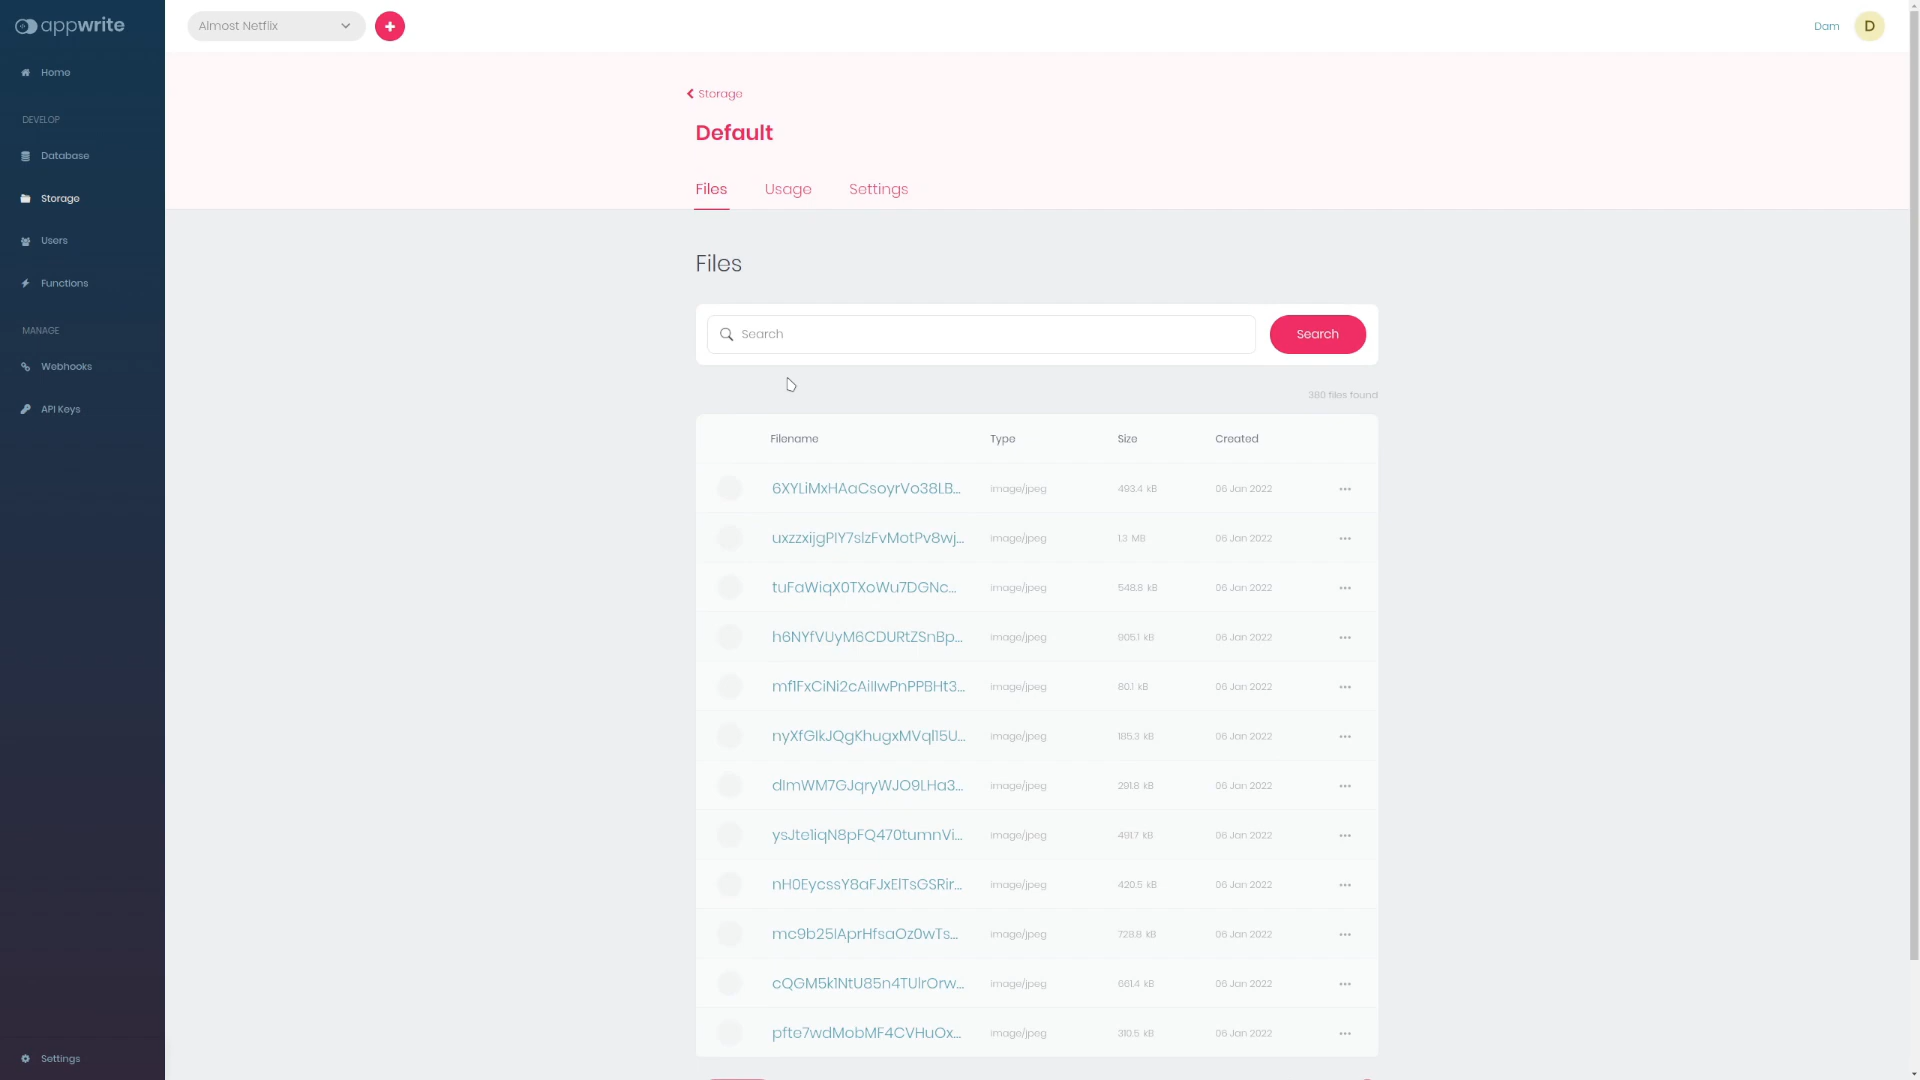 appwrite
Almost Netflix
Dam
D
Home
DEVELOP
Database
Storage
Users
Functions
MANAGE
Webhooks
API Keys
Settings
Storage
Default
Files Usage Settings
Files
Search
Search
380 files found
Filename Type Size Created
6XYLiMxHAaCsoyrVo38LB... image/jpeg 493.4 kB 06 Jan 2022
uxzzxijgPIY7slzFvMotPv8wj... image/jpeg 1.3 MB 06 Jan 2022
tuFaWiqX0TXoWu7DGNc... image/jpeg 548.8 kB 06 Jan 2022
h6NYfVUyM6CDURtZSnBp... image/jpeg 905.1 kB 06 Jan 2022
mf1FxCiNi2cAiIIwPnPPBHt3... image/jpeg 80.1 kB 06 Jan 2022
nyXfGIkJQgKhugxMVql15U... image/jpeg 185.3 kB 06 Jan 2022
dImWM7GJqryWJO9LHa3... image/jpeg 291.8 kB 06 Jan 2022
ysJte1iqN8pFQ470tumnVi... image/jpeg 491.7 kB 06 Jan 2022
nH0EycssY8aFJxElTsGSRir... image/jpeg 420.5 kB 06 Jan 2022
mc9b25IAprHfsaOz0wTs... image/jpeg 728.8 kB 06 Jan 2022
cQGM5k1NtU85n4TUlrOrw... image/jpeg 661.4 kB 06 Jan 2022
pfte7wdMobMF4CVHuOx... image/jpeg 310.5 kB 06 Jan 2022